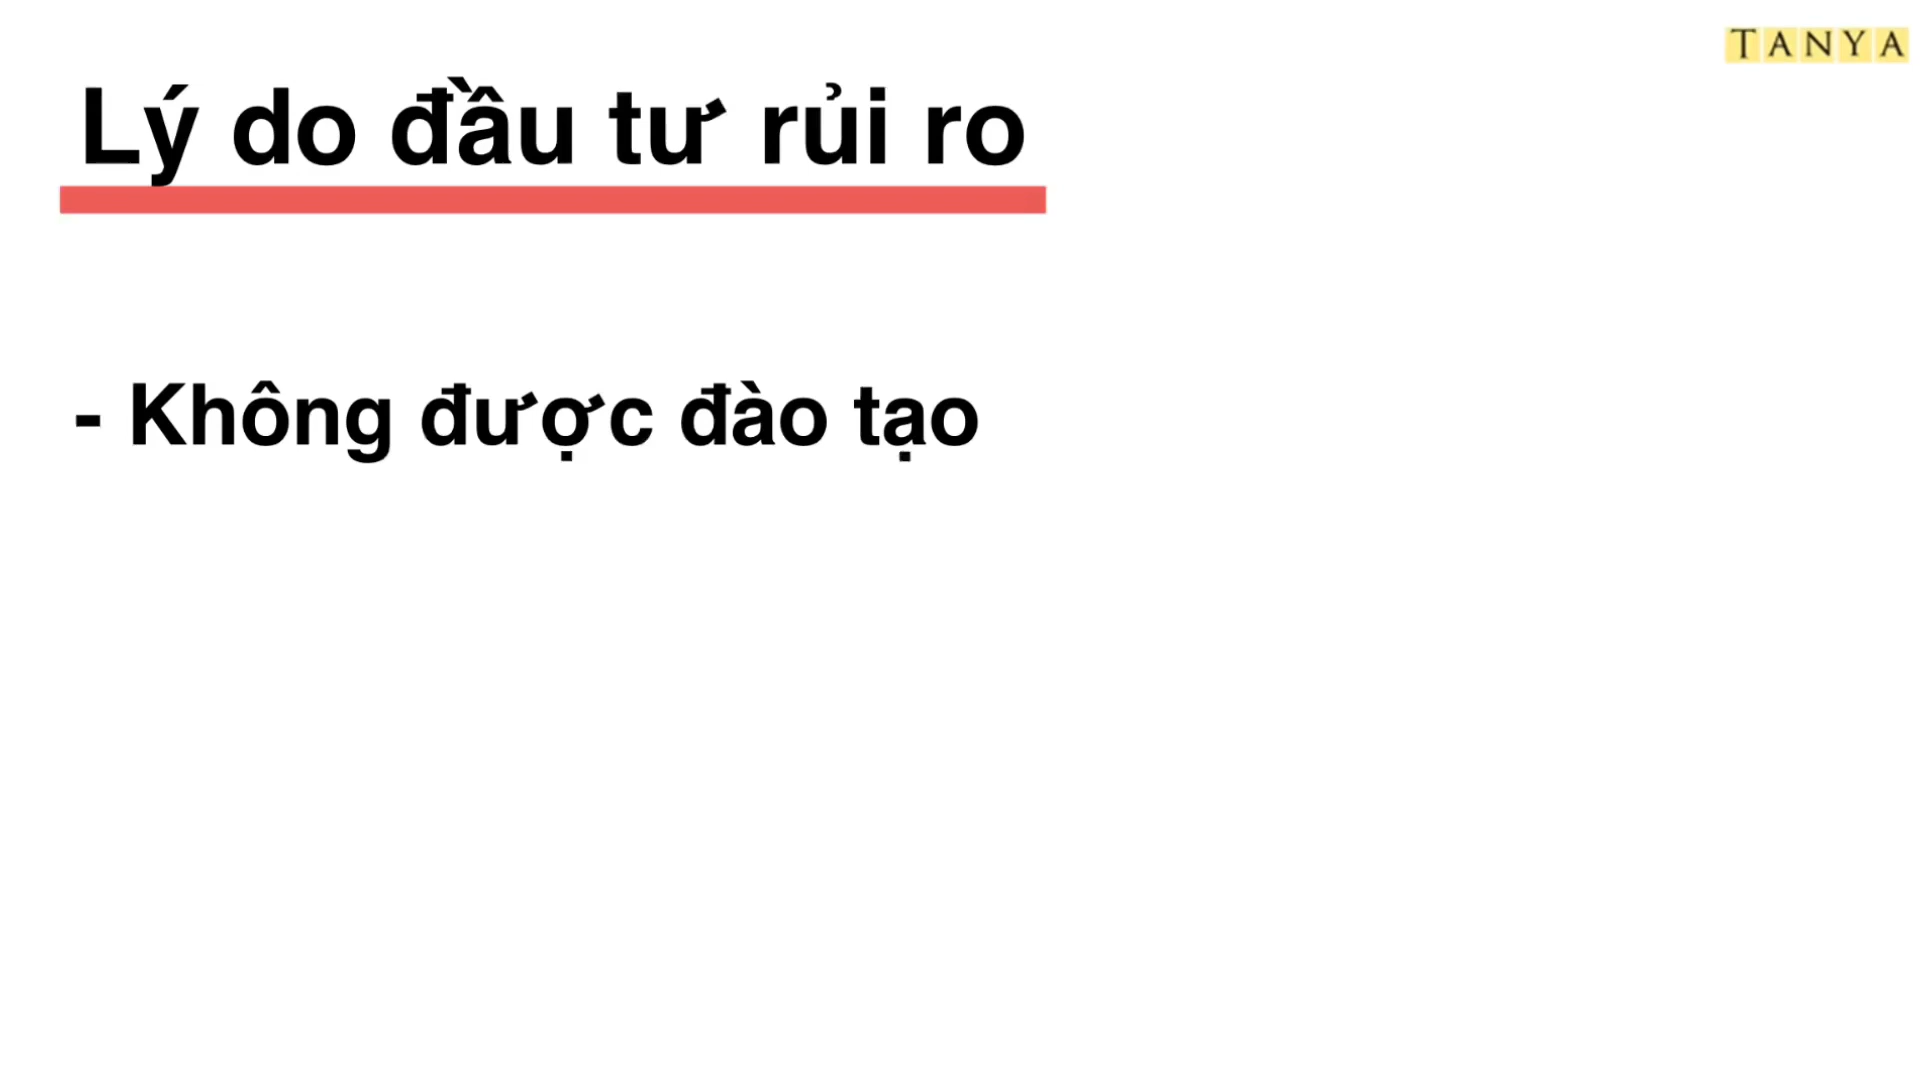 TANYA
Lý do đầu tư rủi ro
- Không được đào tạo